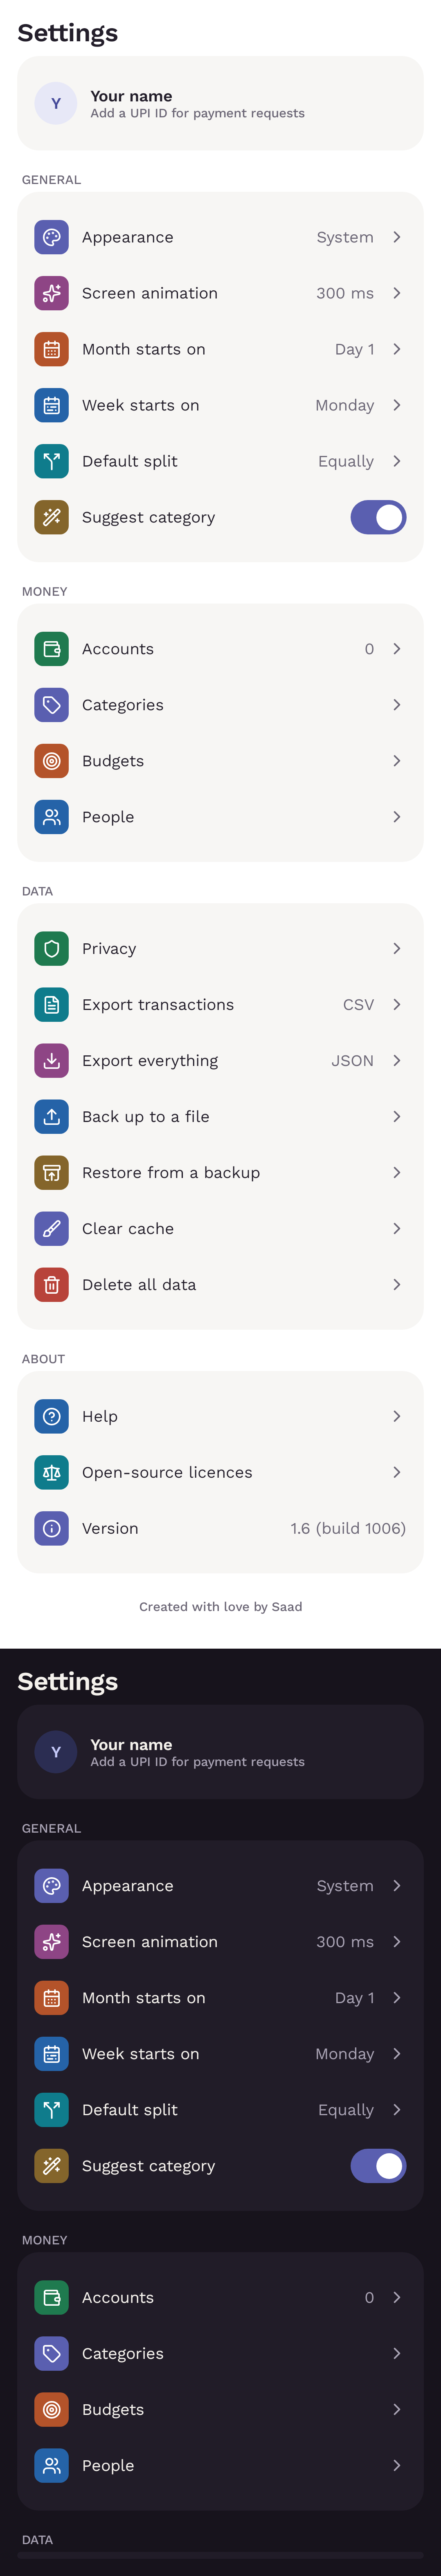 Settings
Y
Your name
Add a UPI ID for payment requests
GENERAL
Appearance System
Screen animation 300 ms
Month starts on Day 1
Week starts on Monday
Default split Equally
Suggest category
MONEY
Accounts 0
Categories
Budgets
People
DATA
Privacy
Export transactions CSV
Export everything JSON
Back up to a file
Restore from a backup
Clear cache
Delete all data
ABOUT
Help
Open-source licences
Version 1.6 (build 1006)
Created with love by Saad
Settings
Y
Your name
Add a UPI ID for payment requests
GENERAL
Appearance System
Screen animation 300 ms
Month starts on Day 1
Week starts on Monday
Default split Equally
Suggest category
MONEY
Accounts 0
Categories
Budgets
People
DATA